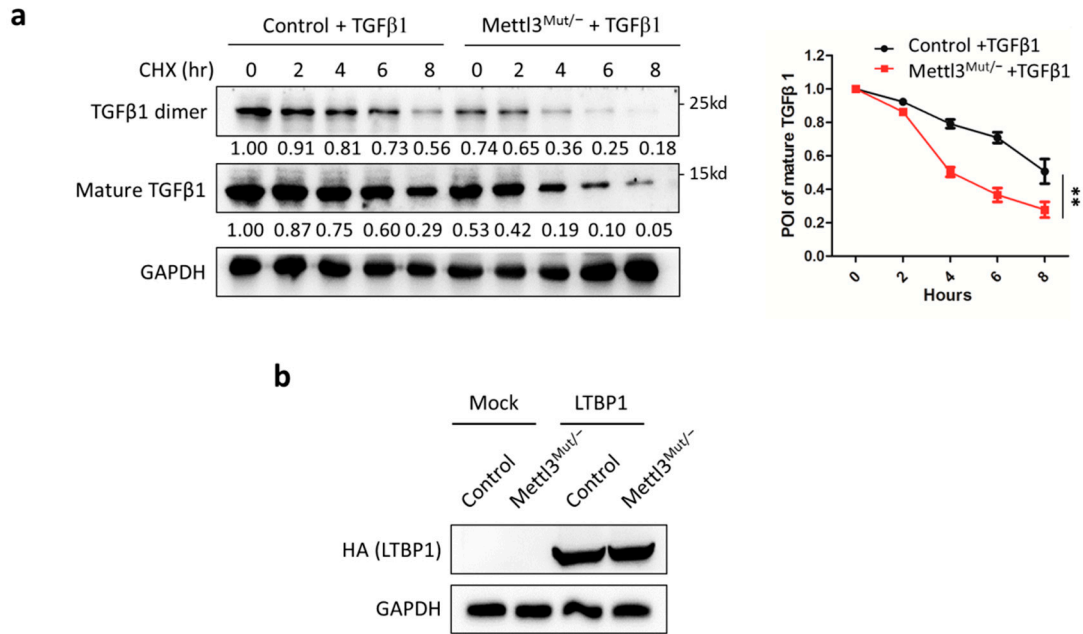 a
Control + TGFβ1 Mettl3Mut/− + TGFβ1
CHX (hr) 0 2 4 6 8 0 2 4 6 8
TGFβ1 dimer
25kd
1.00 0.91 0.81 0.73 0.56 0.74 0.65 0.36 0.25 0.18
15kd
Mature TGFβ1
1.00 0.87 0.75 0.60 0.29 0.53 0.42 0.19 0.10 0.05
GAPDH
Control +TGFβ1
Mettl3Mut/− +TGFβ1
POI of mature TGFβ 1
1.2
1.0
0.8
0.6
0.4
0.2
0.0
**
0 2 4 6 8
Hours
b
Mock LTBP1
Control Mettl3Mut/− Control Mettl3Mut/−
HA (LTBP1)
GAPDH